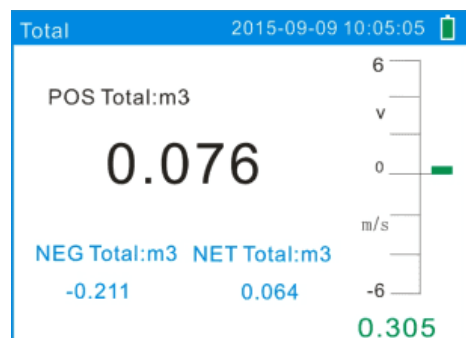 Total 2015-09-09 10:05:05
6
POS Total:m3
v
0.076
0
m/s
NEG Total:m3 NET Total:m3
-0.211 0.064 -6
0.305